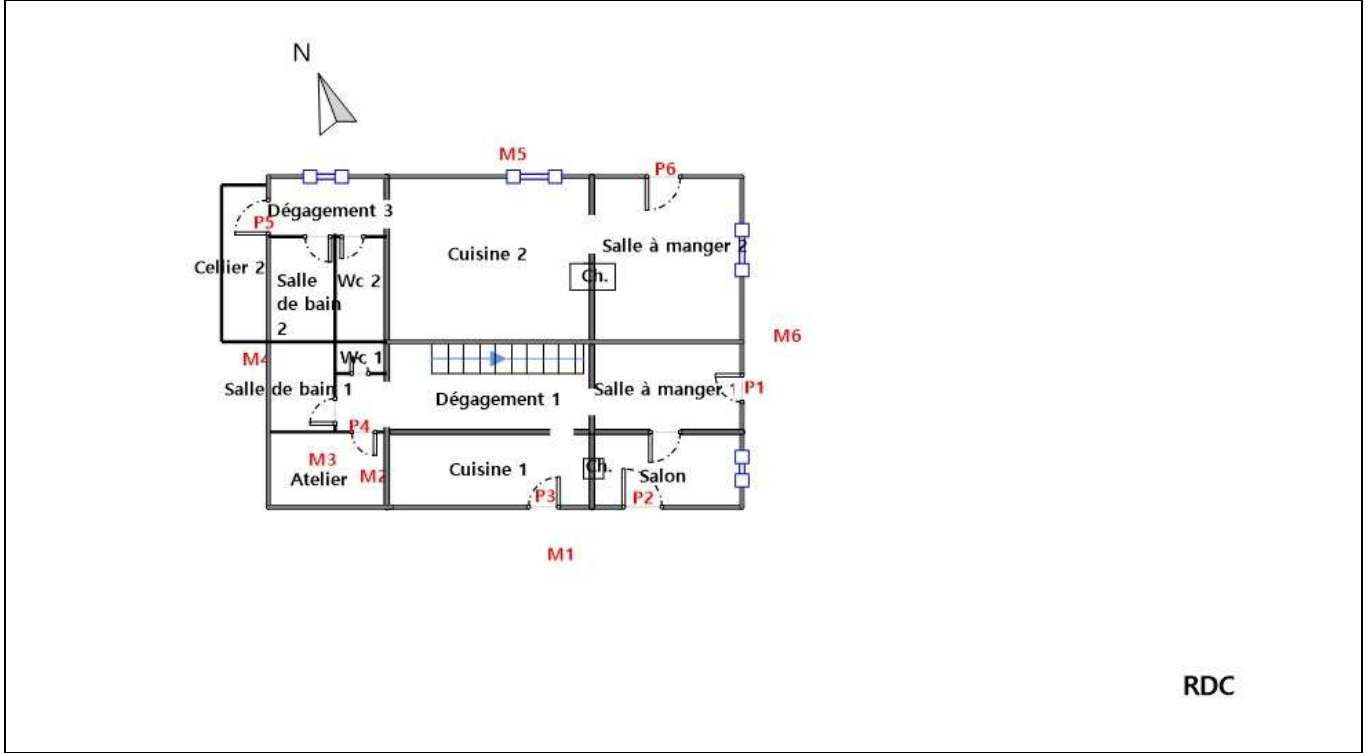 N
M5
P6
Dégagement 3
P5
Cuisine 2
Salle à manger 2
Cellier 2
Salle
de bain
2
Wc 2
Ch.
M6
M4
Wc 1
Salle de bain 1
Dégagement 1
Salle à manger 1
P1
P4
M3
Atelier
M2
Cuisine 1
Ch.
Salon
P3
P2
M1
RDC